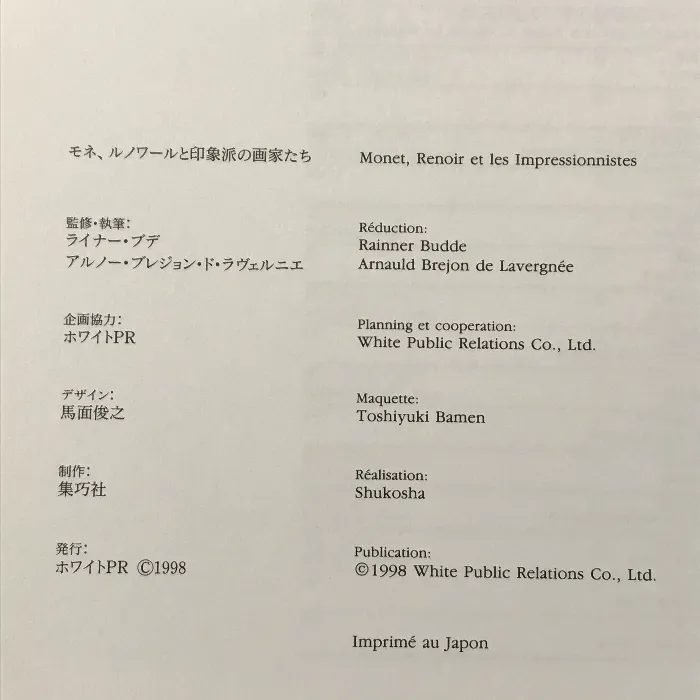 モネ、ルノワールと印象派の画家たち
Monet, Renoir et les Impressionnistes
監修・執筆：
ライナー・ブデ
アルノー・ブレジョン・ド・ラヴェルニエ
Réduction:
Rainner Budde
Arnauld Brejon de Lavergnée
企画協力：
ホワイトPR
Planning et cooperation:
White Public Relations Co., Ltd.
デザイン：
馬面俊之
Maquette:
Toshiyuki Bamen
制作：
集巧社
Réalisation:
Shukosha
発行：
ホワイトPR ©1998
Publication:
©1998 White Public Relations Co., Ltd.
Imprimé au Japon